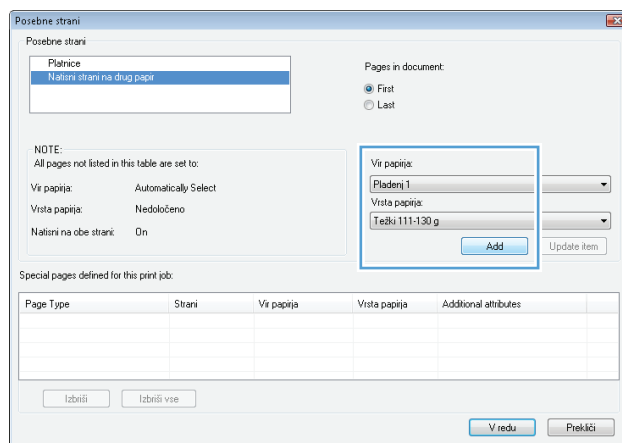 Posebne strani
Posebne strani
Platnice
Natisni strani na drug papir
Pages in document:
First
Last
NOTE:
All pages not listed in this table are set to:
Vir papirja: Automatically Select
Vrsta papirja: Nedoločeno
Natisni na obe strani: On
Vir papirja:
Pladenj 1
Vrsta papirja:
Težki 111-130 g
Add Update item
Special pages defined for this print job:
Page Type Strani Vir papirja Vrsta papirja Additional attributes
Izbriši Izbriši vse
V redu Prekliči